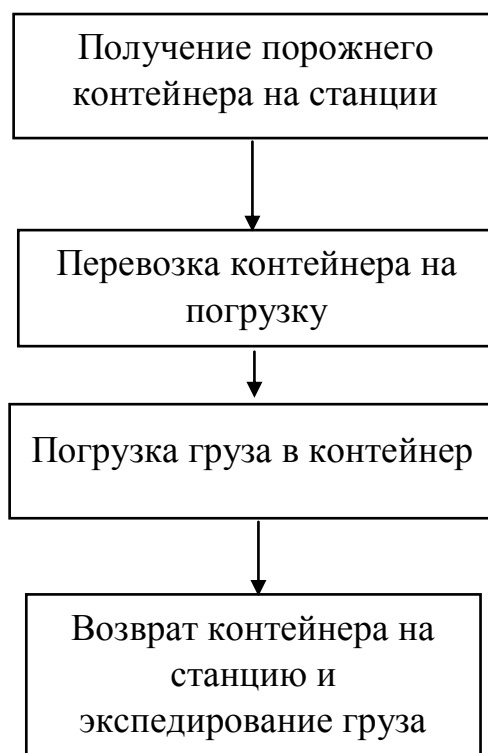 Получение порожнего
контейнера на станции
Перевозка контейнера на
погрузку
Погрузка груза в контейнер
Возврат контейнера на
станцию и
экспедирование груза